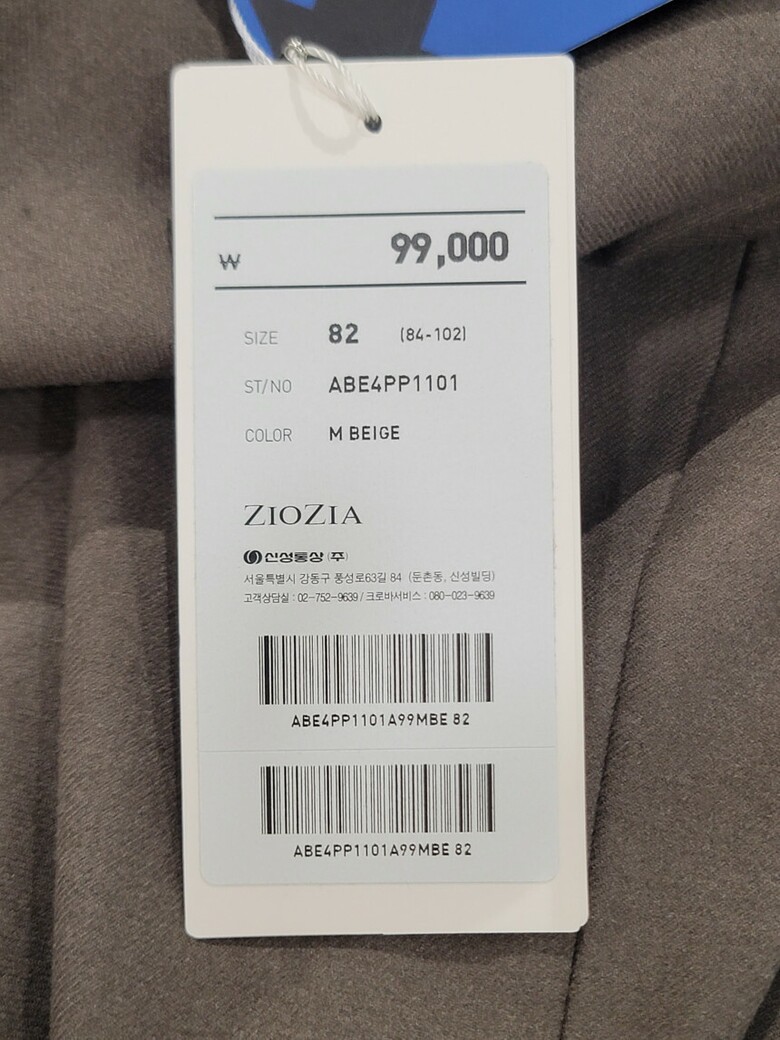 ₩ 99,000
SIZE 82 (84-102)
ST/NO ABE4PP1101
COLOR M BEIGE
ZIOZIA
신성통상 (주)
서울특별시 강동구 풍성로63길 84 (둔촌동, 신성빌딩)
고객상담실 : 02-752-9639 / 크로바서비스 : 080-023-9639
ABE4PP1101A99MBE 82
ABE4PP1101A99MBE 82